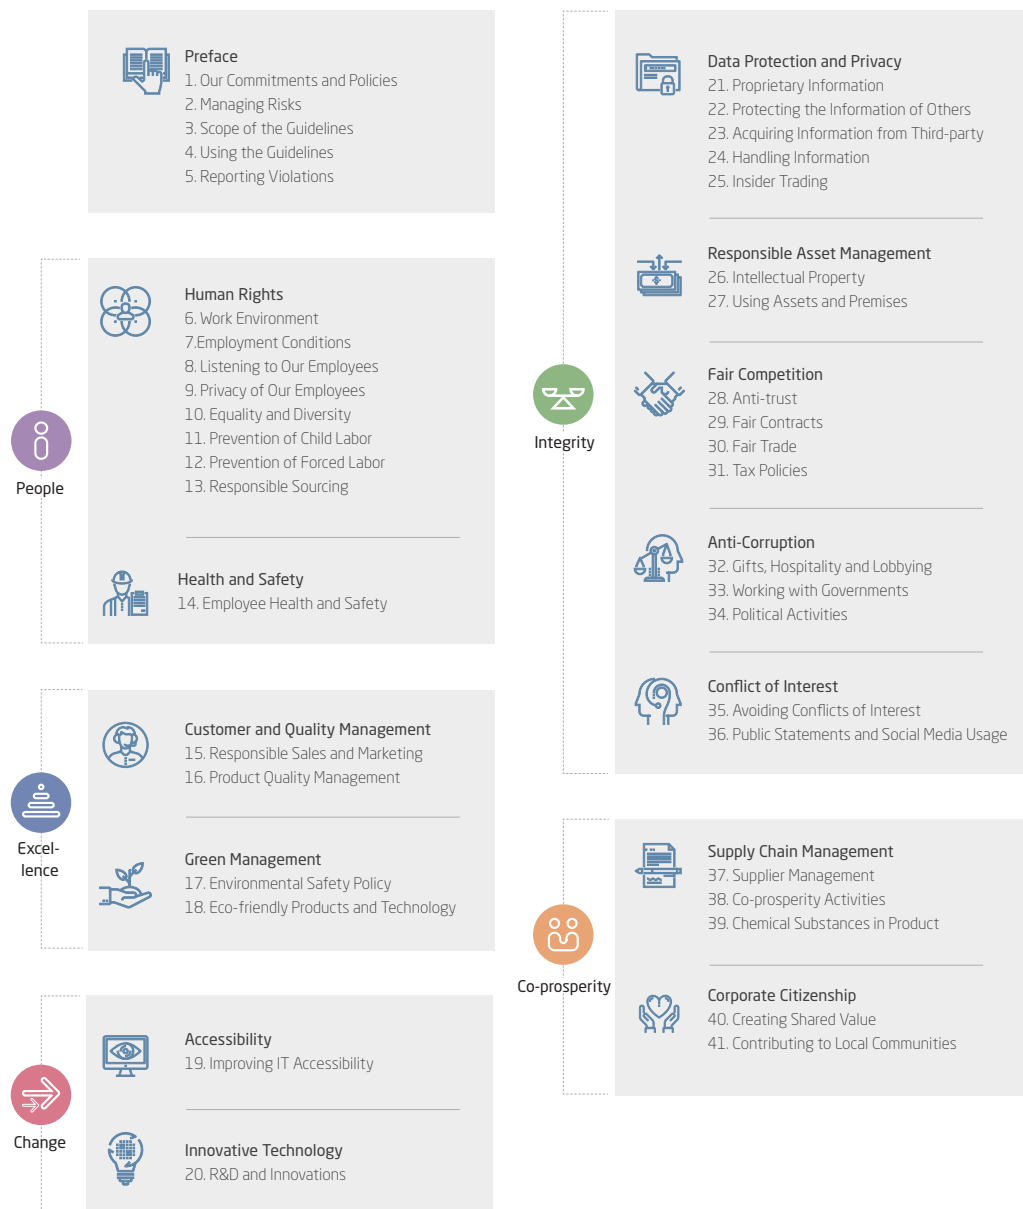 Preface
1. Our Commitments and Policies
2. Managing Risks
3. Scope of the Guidelines
4. Using the Guidelines
5. Reporting Violations
People
Human Rights
6. Work Environment
7.Employment Conditions
8. Listening to Our Employees
9. Privacy of Our Employees
10. Equality and Diversity
11. Prevention of Child Labor
12. Prevention of Forced Labor
13. Responsible Sourcing
Health and Safety
14. Employee Health and Safety
Excel-
lence
Customer and Quality Management
15. Responsible Sales and Marketing
16. Product Quality Management
Green Management
17. Environmental Safety Policy
18. Eco-friendly Products and Technology
Change
Accessibility
19. Improving IT Accessibility
Innovative Technology
20. R&D and Innovations
Integrity
Data Protection and Privacy
21. Proprietary Information
22. Protecting the Information of Others
23. Acquiring Information from Third-party
24. Handling Information
25. Insider Trading
Responsible Asset Management
26. Intellectual Property
27. Using Assets and Premises
Fair Competition
28. Anti-trust
29. Fair Contracts
30. Fair Trade
31. Tax Policies
Anti-Corruption
32. Gifts, Hospitality and Lobbying
33. Working with Governments
34. Political Activities
Conflict of Interest
35. Avoiding Conflicts of Interest
36. Public Statements and Social Media Usage
Co-prosperity
Supply Chain Management
37. Supplier Management
38. Co-prosperity Activities
39. Chemical Substances in Product
Corporate Citizenship
40. Creating Shared Value
41. Contributing to Local Communities